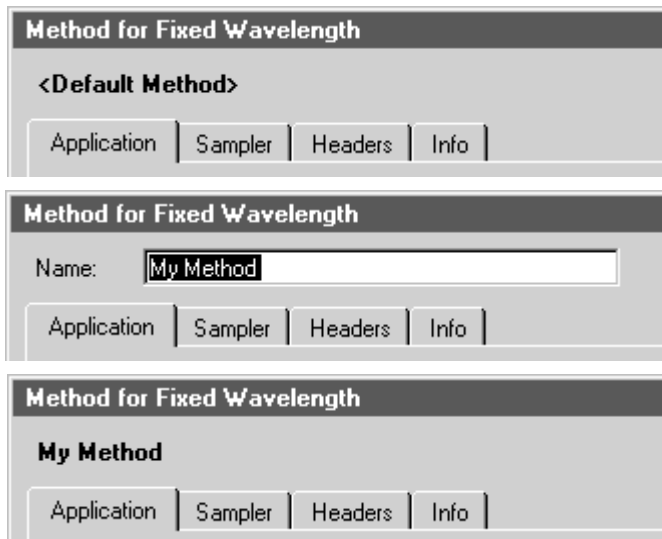 Method for Fixed Wavelength
<Default Method>
Application Sampler Headers Info
Method for Fixed Wavelength
Name: My Method
Application Sampler Headers Info
Method for Fixed Wavelength
My Method
Application Sampler Headers Info